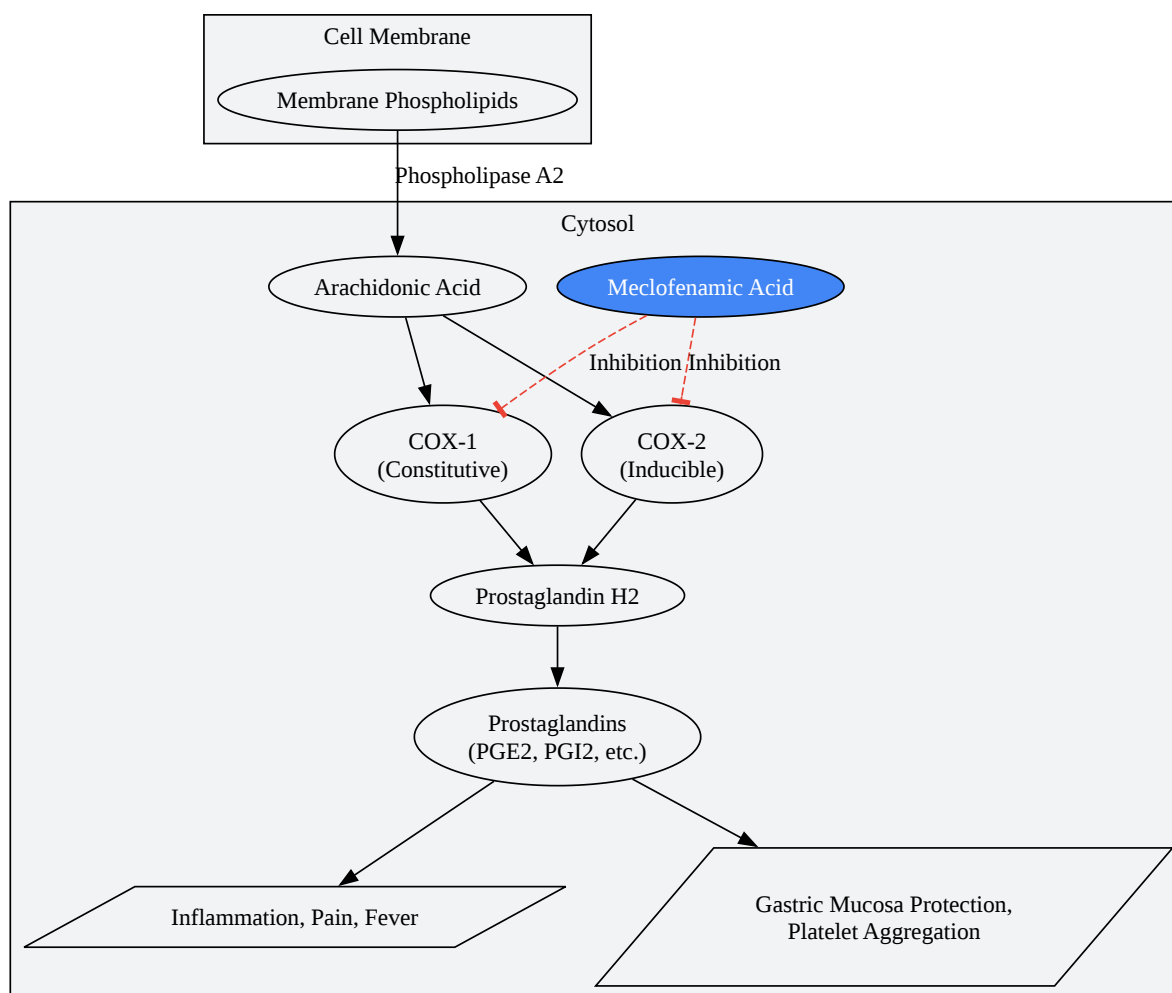 Cell Membrane
Membrane Phospholipids
Phospholipase A2
Cytosol
Arachidonic Acid
Meclofenamic Acid
Inhibition
Inhibition
COX-1
(Constitutive)
COX-2
(Inducible)
Prostaglandin H2
Prostaglandins
(PGE2, PGI2, etc.)
Inflammation, Pain, Fever
Gastric Mucosa Protection,
Platelet Aggregation